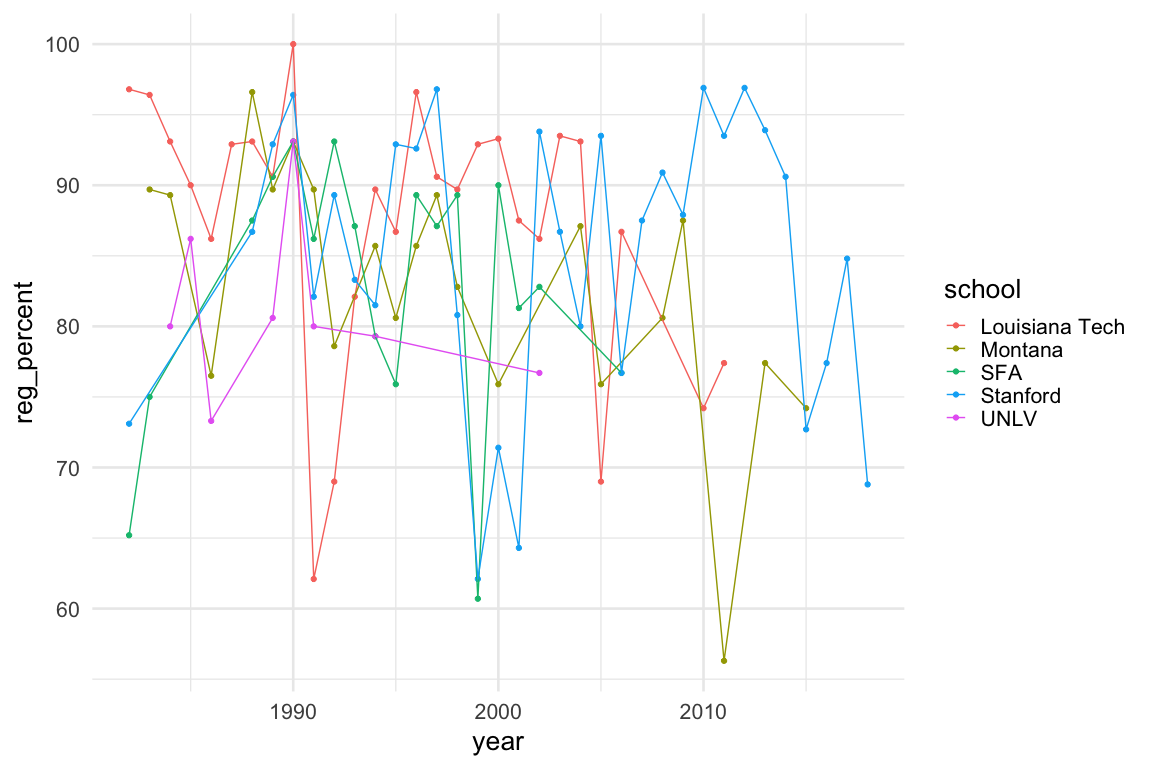 100
90
80
70
60
reg_percent
1990
2000
2010
year
school
Louisiana Tech
Montana
SFA
Stanford
UNLV